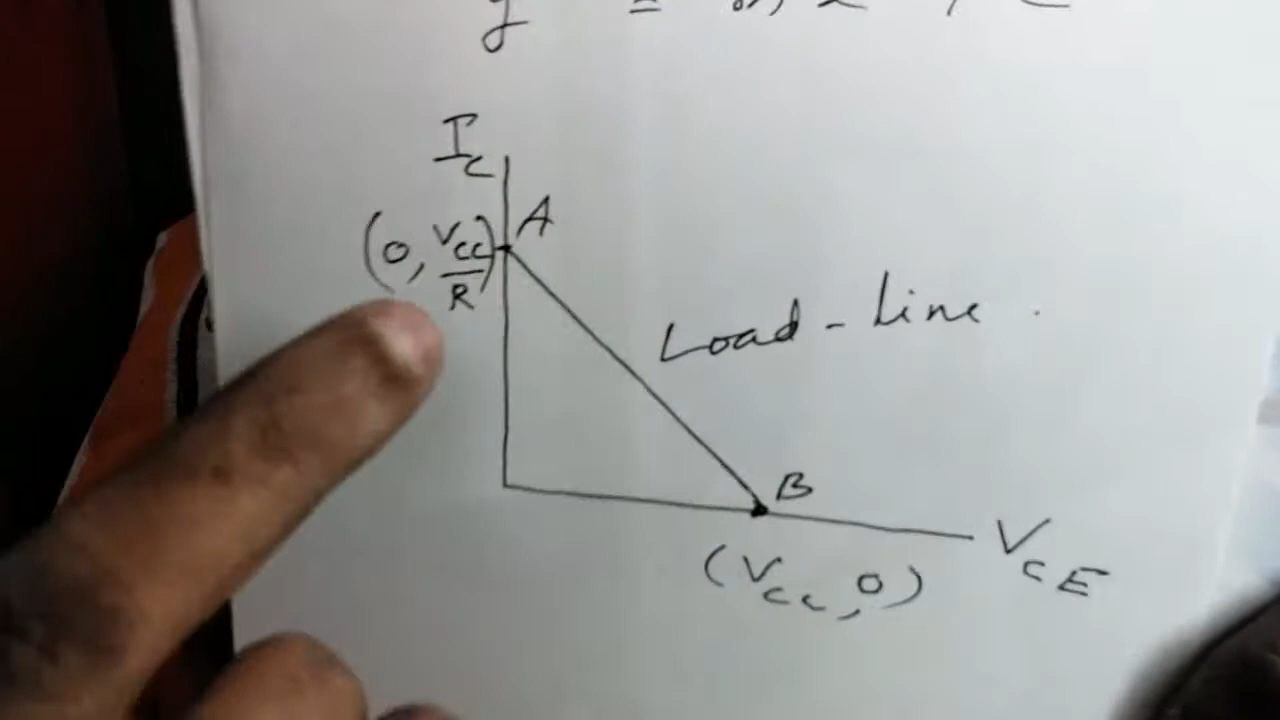 I_C
A
(0, V_CC/R)
Load-line.
B
(V_CC, 0)
V_CE